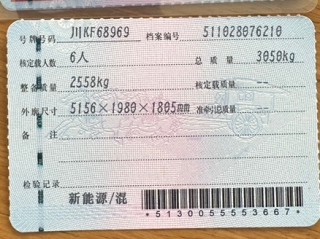 号牌号码 川KF68969 档案编号 511028076210
核定载人数 6人 总质量 3050kg
整备质量 2558kg 核定载质量 --
外廓尺寸 5156×1980×1805mm 准牵引总质量 --
备注
检验记录
新能源/混
*5130055553667*